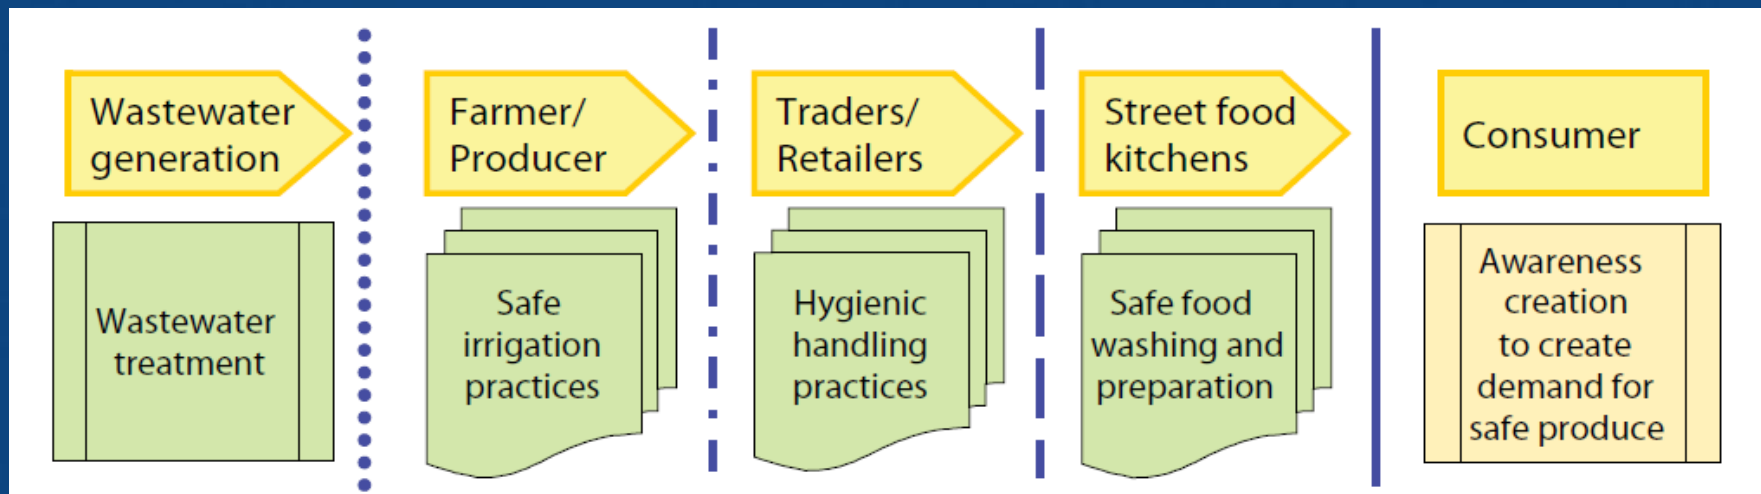 Wastewater
generation
Farmer/
Producer
Traders/
Retailers
Street food
kitchens
Consumer
Wastewater
treatment
Safe
irrigation
practices
Hygienic
handling
practices
Safe food
washing and
preparation
Awareness
creation
to create
demand for
safe produce